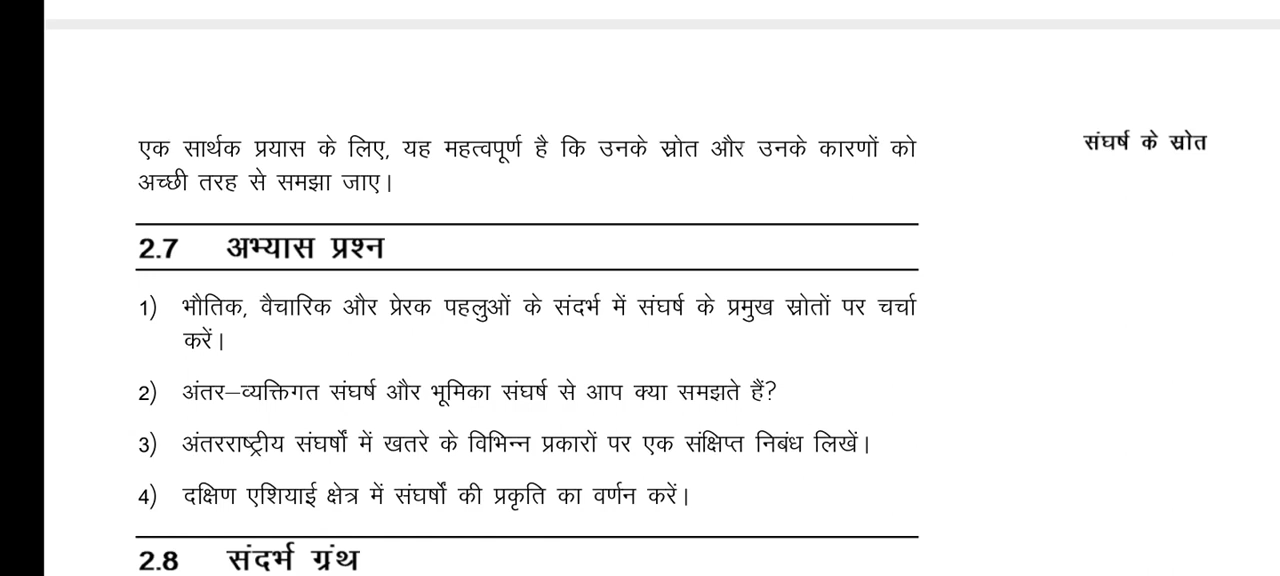 एक सार्थक प्रयास के लिए, यह महत्वपूर्ण है कि उनके स्रोत और उनके कारणों को
अच्छी तरह से समझा जाए।
संघर्ष के स्रोत
2.7 अभ्यास प्रश्न
1) भौतिक, वैचारिक और प्रेरक पहलुओं के संदर्भ में संघर्ष के प्रमुख स्रोतों पर चर्चा
करें।
2) अंतर–व्यक्तिगत संघर्ष और भूमिका संघर्ष से आप क्या समझते हैं?
3) अंतरराष्ट्रीय संघर्षों में खतरे के विभिन्न प्रकारों पर एक संक्षिप्त निबंध लिखें।
4) दक्षिण एशियाई क्षेत्र में संघर्षों की प्रकृति का वर्णन करें।
2.8 संदर्भ ग्रंथ